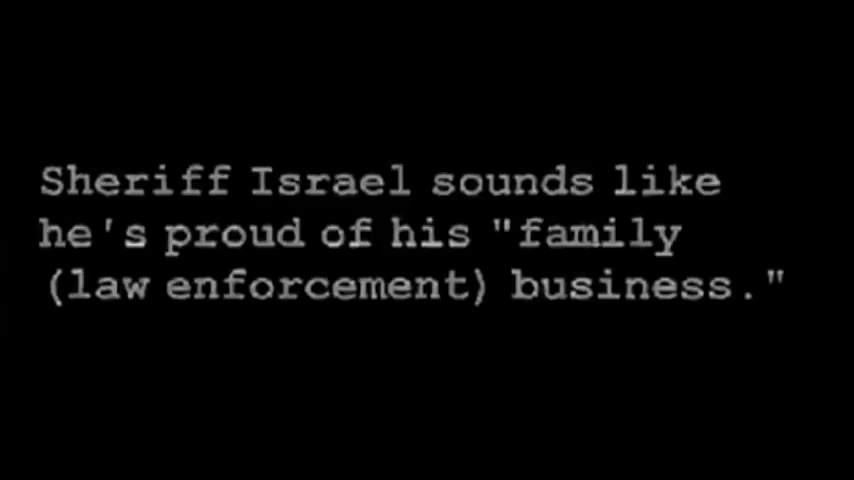 Sheriff Israel sounds like
he's proud of his "family
(law enforcement) business."